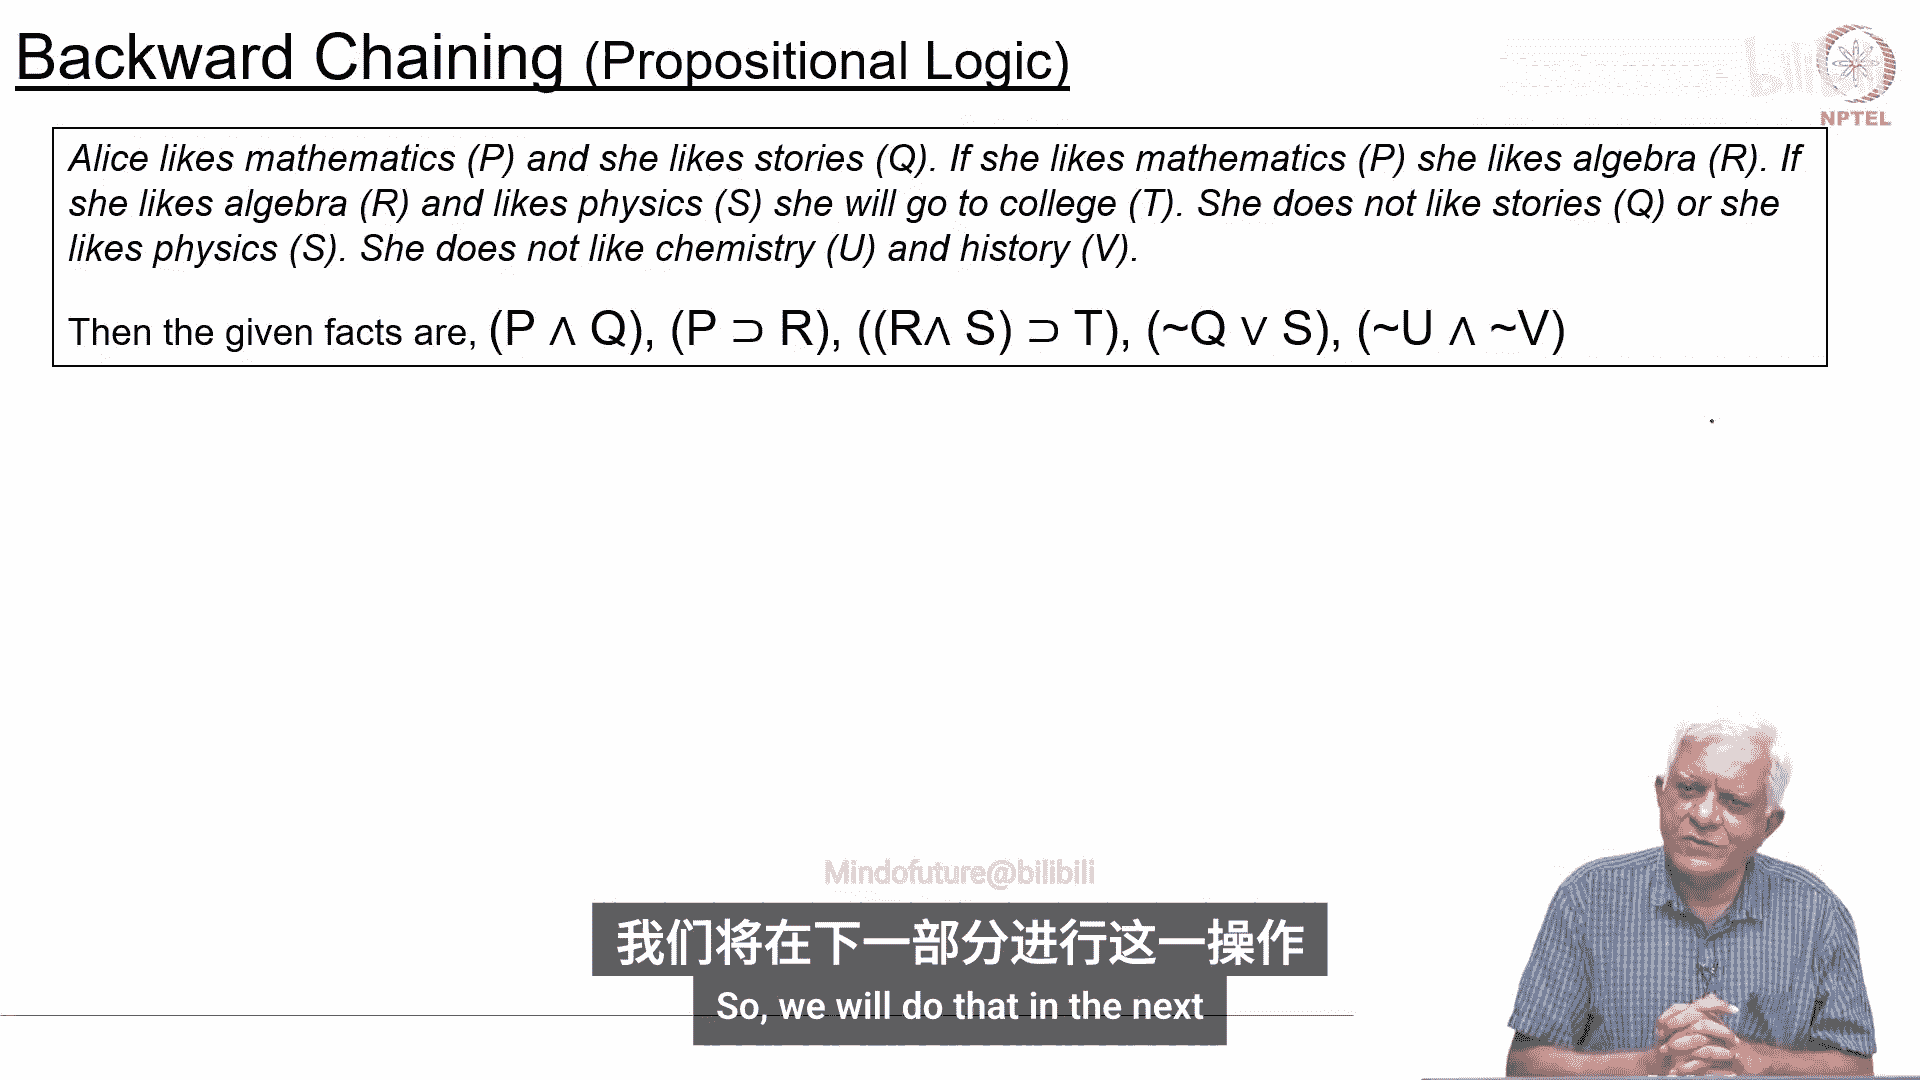 Backward Chaining (Propositional Logic)
bilibili
NPTEL
Alice likes mathematics (P) and she likes stories (Q). If she likes mathematics (P) she likes algebra (R). If
she likes algebra (R) and likes physics (S) she will go to college (T). She does not like stories (Q) or she
likes physics (S). She does not like chemistry (U) and history (V).
Then the given facts are, (P ∧ Q), (P ⊃ R), ((R∧ S) ⊃ T), (~Q ∨ S), (~U ∧ ~V)
Mindofuture@bilibili
我们将在下一部分进行这一操作
So, we will do that in the next